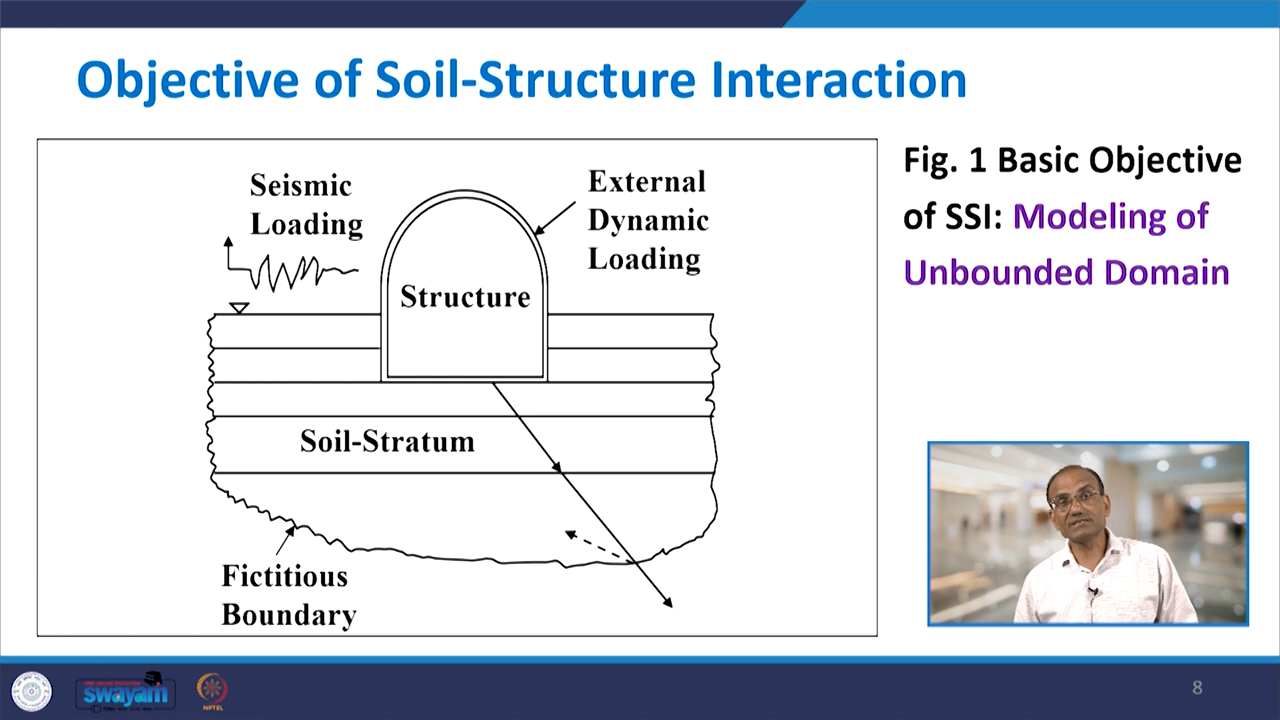 Objective of Soil-Structure Interaction
Seismic
Loading
External
Dynamic
Loading
Structure
Soil-Stratum
Fictitious
Boundary
Fig. 1 Basic Objective
of SSI: Modeling of
Unbounded Domain
swayam
NPTEL
8